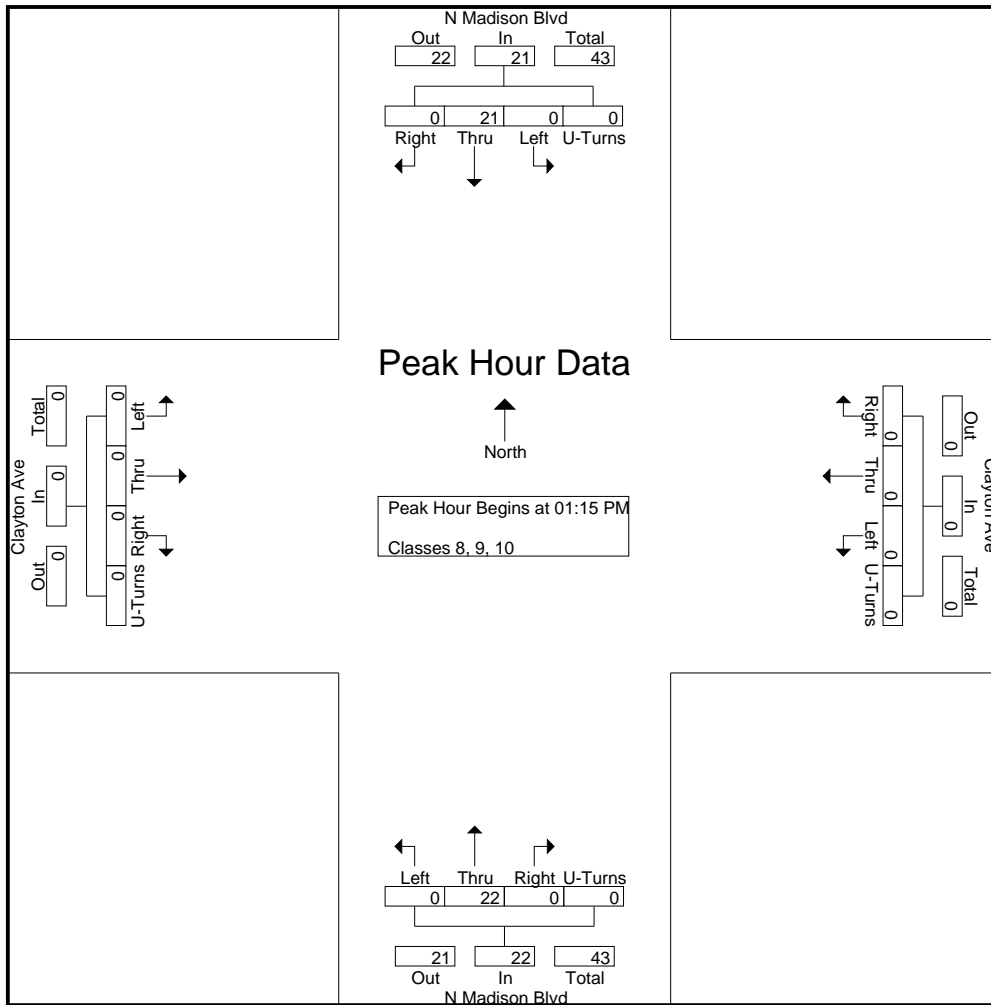 N Madison Blvd
Out In Total
22 21 43
0 21 0 0
Right Thru Left U-Turns
Peak Hour Data
North
Peak Hour Begins at 01:15 PM
Classes 8, 9, 10
Clayton Ave
Total In Out
0 0 0
0 0 0 0
Left Thru Right U-Turns
Clayton Ave
Out In Total
0 0 0
0 0 0 0
Right Thru Left U-Turns
Left Thru Right U-Turns
0 22 0 0
21 22 43
Out In Total
N Madison Blvd